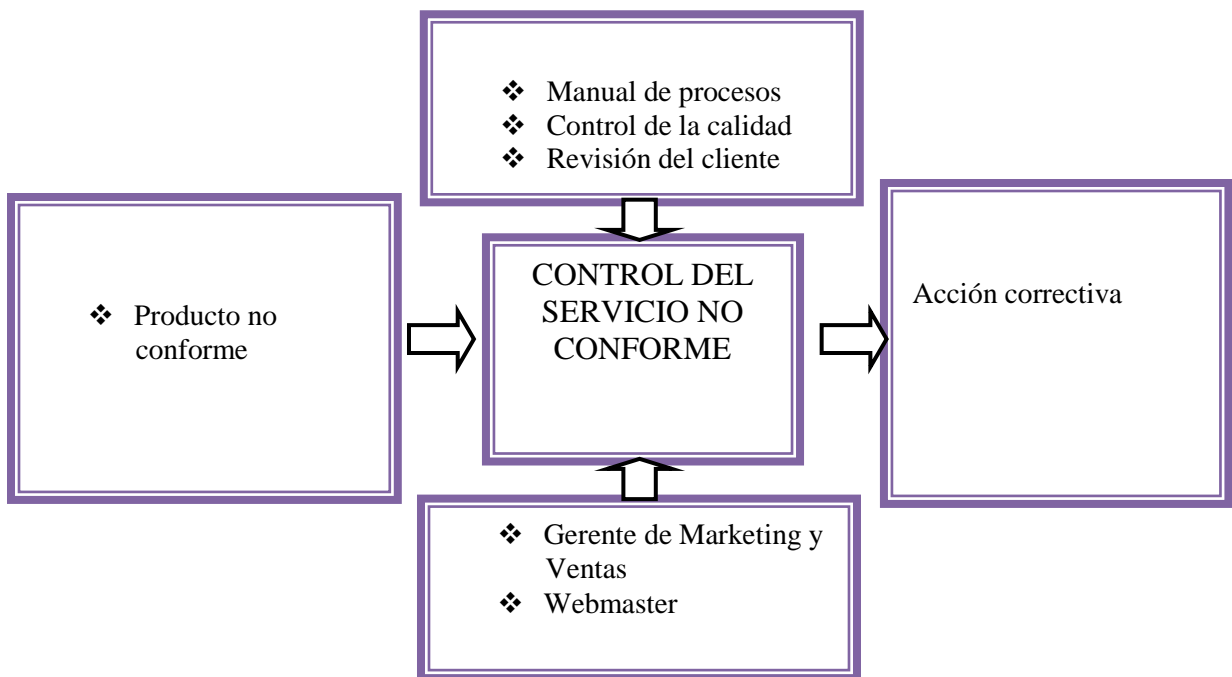 ❖ Manual de procesos
❖ Control de la calidad
❖ Revisión del cliente
❖ Producto no
conforme
CONTROL DEL
SERVICIO NO
CONFORME
Acción correctiva
❖ Gerente de Marketing y
Ventas
❖ Webmaster